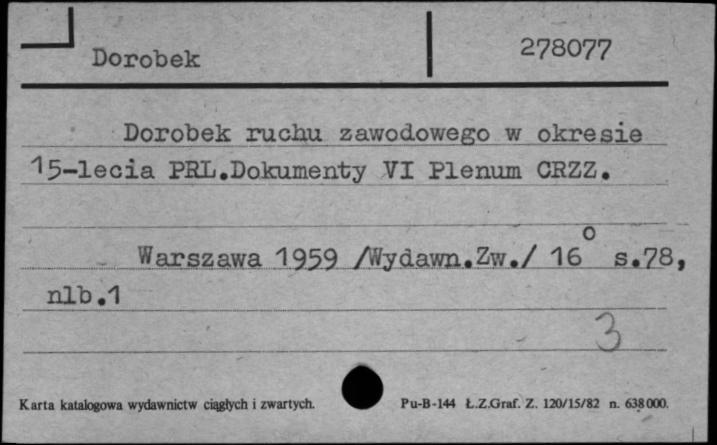 Dorobek 278077
Dorobek ruchu zawodowego w okresie
15-lecia PRL.Dokumenty VI Plenum CRZZ.
Warszawa 1959 /Wydawn.Zw./ 16° s.78,
nlb.1
3
Karta katalogowa wydawnictw ciągłych i zwartych. Pu-B-144 Ł.Z.Graf. Z. 120/15/82 n. 638000.